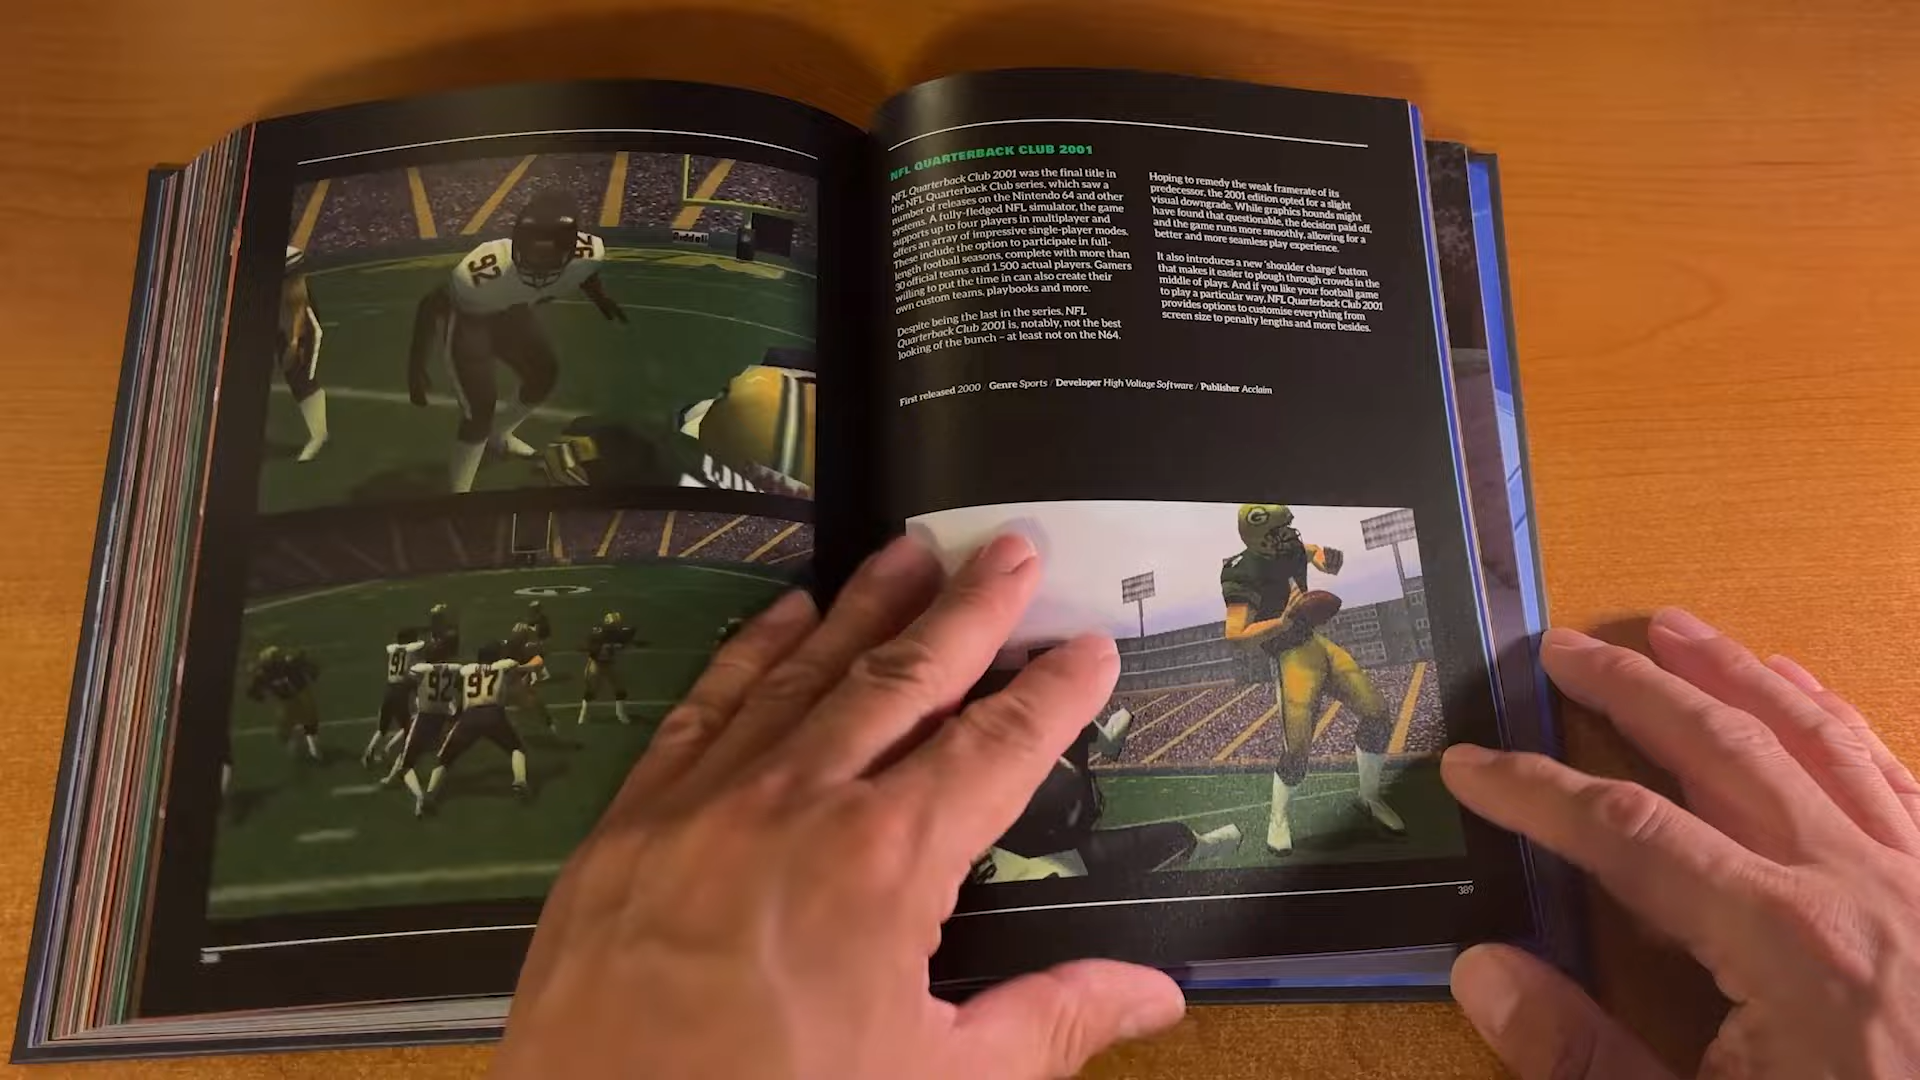 Riddell
92
76
91
92
97
NFL QUARTERBACK CLUB 2001
NFL Quarterback Club 2001 was the final title in
the NFL Quarterback Club series, which saw a
number of releases on the Nintendo 64 and other
systems. A fully-fledged NFL simulator, the game
supports up to four players in multiplayer and
offers an array of impressive single-player modes.
These include the option to participate in full-
length football seasons, complete with more than
30 official teams and 1,500 actual players. Gamers
willing to put the time in can also create their
own custom teams, playbooks and more.
Despite being the last in the series, NFL
Quarterback Club 2001 is, notably, not the best
looking of the bunch – at least not on the N64.
Hoping to remedy the weak framerate of its
predecessor, the 2001 edition opted for a slight
visual downgrade. While graphics hounds might
have found that questionable, the decision paid off,
and the game runs more smoothly, allowing for a
better and more seamless play experience.
It also introduces a new 'shoulder charge' button
that makes it easier to plough through crowds in the
middle of plays. And if you like your football game
to play a particular way, NFL Quarterback Club 2001
provides options to customise everything from
screen size to penalty lengths and more besides.
First released 2000 / Genre Sports / Developer High Voltage Software / Publisher Acclaim
G
389